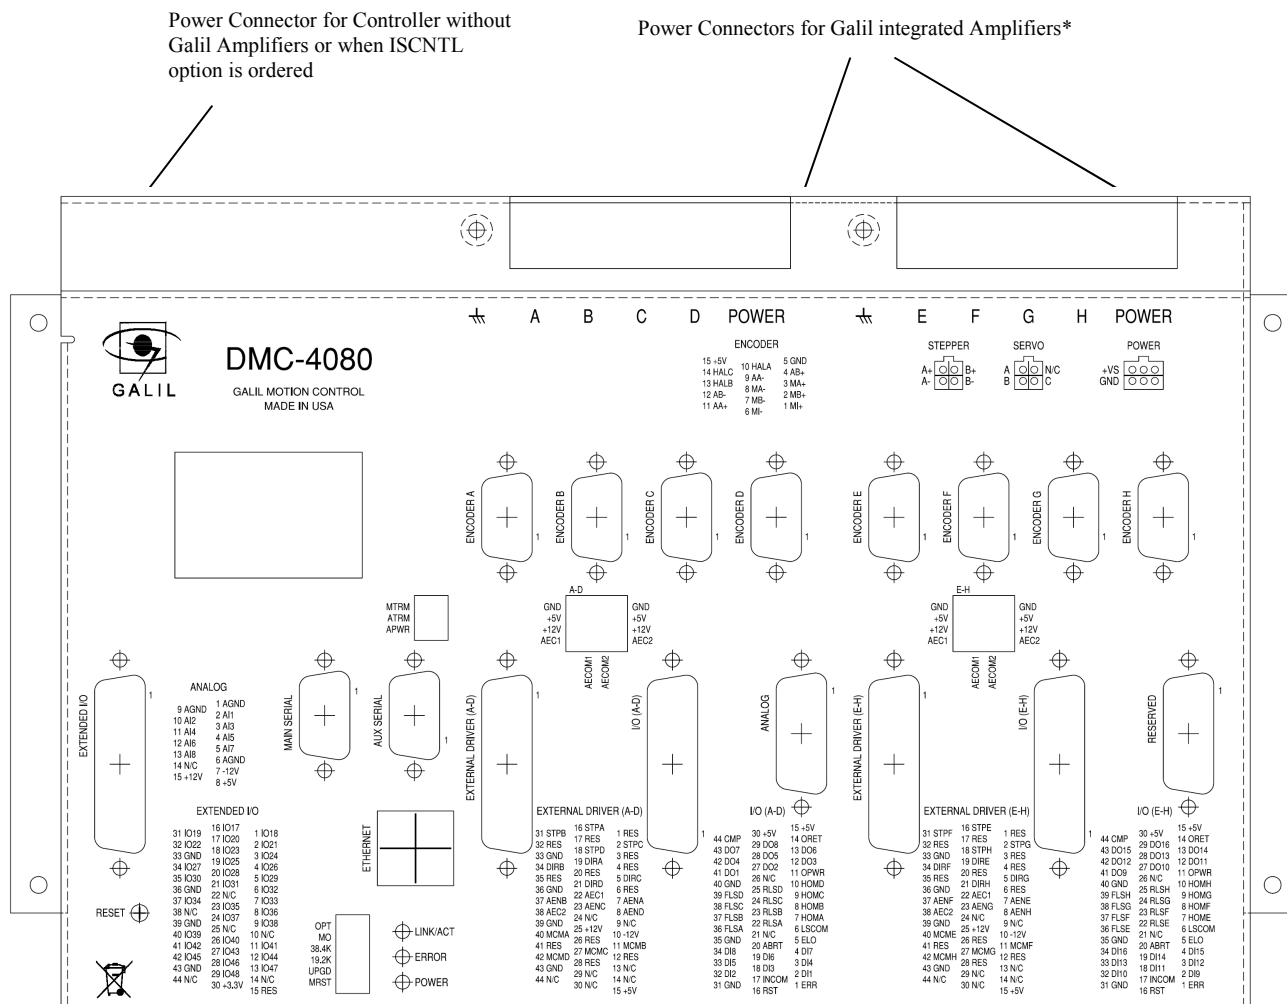 Power Connector for Controller without
Galil Amplifiers or when ISCNTL
option is ordered
Power Connectors for Galil integrated Amplifiers*
A B C D POWER
E F G H POWER
GALIL
DMC-4080
GALIL MOTION CONTROL
MADE IN USA
ENCODER
15 +5V
14 HALC
13 HALB
12 AB-
11 AA+
10 HALA
9 AA-
8 MA-
7 MB-
6 MI-
5 GND
4 AB+
3 MA+
2 MB+
1 MI+
STEPPER
A+ B+
A- B-
SERVO
A N/C
B C
POWER
+VS
GND
ENCODER A
1
ENCODER B
1
ENCODER C
1
ENCODER D
1
ENCODER E
1
ENCODER F
1
ENCODER G
1
ENCODER H
1
MTRM
ATRM
APWR
A-D
GND
+5V
+12V
AEC1
GND
+5V
+12V
AEC2
AECOM1
AECOM2
E-H
GND
+5V
+12V
AEC1
GND
+5V
+12V
AEC2
AECOM1
AECOM2
EXTENDED I/O
1
ANALOG
9 AGND
10 AI2
11 AI4
12 AI6
13 AI8
14 N/C
15 +12V
1 AGND
2 AI1
3 AI3
4 AI5
5 AI7
6 AGND
7 -12V
8 +5V
MAIN SERIAL
1
AUX SERIAL
1
EXTERNAL DRIVER (A-D)
1
I/O (A-D)
1
ANALOG
1
EXTERNAL DRIVER (E-H)
1
I/O (E-H)
1
RESERVED
1
EXTENDED I/O
31 IO19
32 IO22
33 GND
34 IO27
35 IO30
36 GND
37 IO34
38 N/C
39 GND
40 IO39
41 IO42
42 IO45
43 GND
44 N/C
16 IO17
17 IO20
18 IO23
19 IO25
20 IO28
21 IO31
22 N/C
23 IO35
24 IO37
25 N/C
26 IO40
27 IO43
28 IO46
29 IO48
30 +3.3V
1 IO18
2 IO21
3 IO24
4 IO26
5 IO29
6 IO32
7 IO33
8 IO36
9 IO38
10 N/C
11 IO41
12 IO44
13 IO47
14 N/C
15 RES
RESET
ETHERNET
OPT
MO
38.4K
19.2K
UPGD
MRST
LINK/ACT
ERROR
POWER
EXTERNAL DRIVER (A-D)
31 STPB
32 RES
33 GND
34 DIRB
35 RES
36 GND
37 AENB
38 AEC2
39 GND
40 MCMA
41 RES
42 MCMD
43 GND
44 N/C
16 STPA
17 RES
18 STPD
19 DIRA
20 RES
21 DIRD
22 AEC1
23 AENC
24 N/C
25 +12V
26 RES
27 MCMC
28 RES
29 N/C
30 N/C
1 RES
2 STPC
3 RES
4 RES
5 DIRC
6 RES
7 AENA
8 AEND
9 N/C
10 -12V
11 MCMB
12 RES
13 N/C
14 N/C
15 +5V
I/O (A-D)
44 CMP
43 DO7
42 DO4
41 DO1
40 GND
39 FLSD
38 FLSC
37 FLSB
36 FLSA
35 GND
34 DI8
33 DI5
32 DI2
31 GND
30 +5V
29 DO8
28 DO5
27 DO2
26 N/C
25 RLSD
24 RLSC
23 RLSB
22 RLSA
21 N/C
20 ABRT
19 DI6
18 DI3
17 INCOM
16 RST
15 +5V
14 ORET
13 DO6
12 DO3
11 OPWR
10 HOMD
9 HOMC
8 HOMB
7 HOMA
6 LSCOM
5 ELO
4 DI7
3 DI4
2 DI1
1 ERR
EXTERNAL DRIVER (E-H)
31 STPF
32 RES
33 GND
34 DIRF
35 RES
36 GND
37 AENF
38 AEC2
39 GND
40 MCME
41 RES
42 MCMH
43 GND
44 N/C
16 STPE
17 RES
18 STPH
19 DIRE
20 RES
21 DIRH
22 AEC1
23 AENG
24 N/C
25 +12V
26 RES
27 MCMG
28 RES
29 N/C
30 N/C
1 RES
2 STPG
3 RES
4 RES
5 DIRG
6 RES
7 AENE
8 AENH
9 N/C
10 -12V
11 MCMF
12 RES
13 N/C
14 N/C
15 +5V
I/O (E-H)
44 CMP
43 DO15
42 DO12
41 DO9
40 GND
39 FLSH
38 FLSG
37 FLSF
36 FLSE
35 GND
34 DI16
33 DI13
32 DI10
31 GND
30 +5V
29 DO16
28 DO13
27 DO10
26 N/C
25 RLSH
24 RLSG
23 RLSF
22 RLSE
21 N/C
20 ABRT
19 DI14
18 DI11
17 INCOM
16 RST
15 +5V
14 ORET
13 DO14
12 DO11
11 OPWR
10 HOMH
9 HOMG
8 HOMF
7 HOME
6 LSCOM
5 ELO
4 DI15
3 DI12
2 DI9
1 ERR